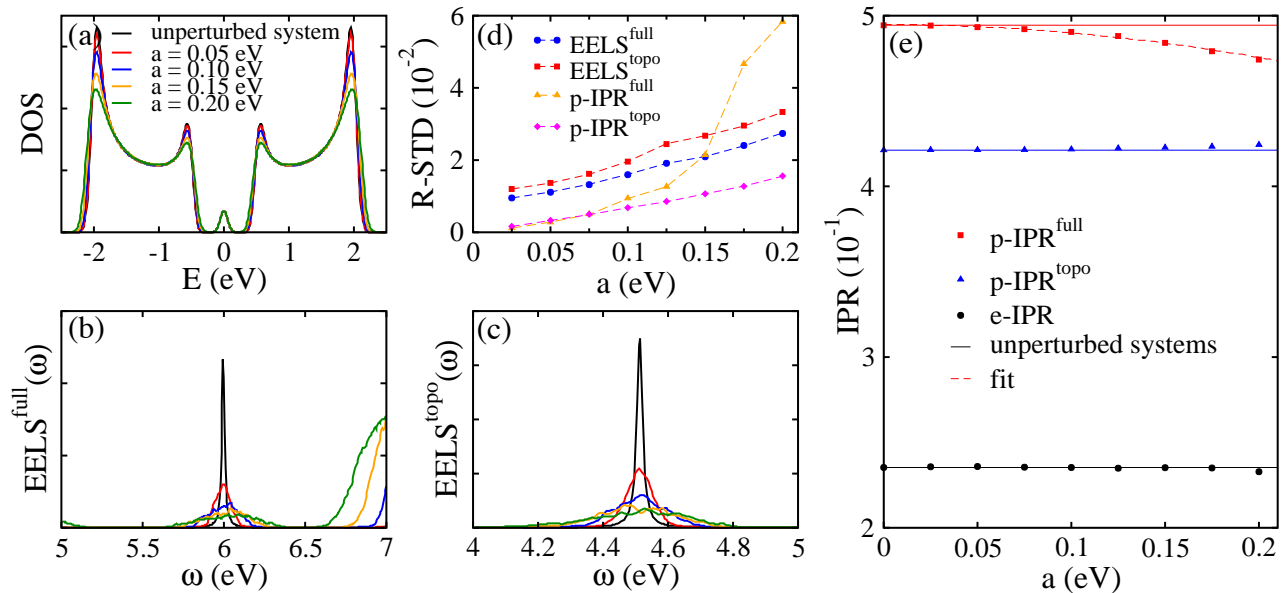 (a)
unperturbed system
a = 0.05 eV
a = 0.10 eV
a = 0.15 eV
a = 0.20 eV
DOS
-2 -1 0 1 2
E (eV)
(d)
EELS^full
EELS^topo
p-IPR^full
p-IPR^topo
R-STD (10^-2)
6
4
2
0
0 0.05 0.10 0.15 0.2
a (eV)
(b)
EELS^full(ω)
5 5.5 6 6.5 7
ω (eV)
(c)
EELS^topo(ω)
4 4.2 4.4 4.6 4.8 5
ω (eV)
(e)
IPR (10^-1)
5
4
3
2
p-IPR^full
p-IPR^topo
e-IPR
unperturbed systems
fit
0 0.05 0.1 0.15 0.2
a (eV)